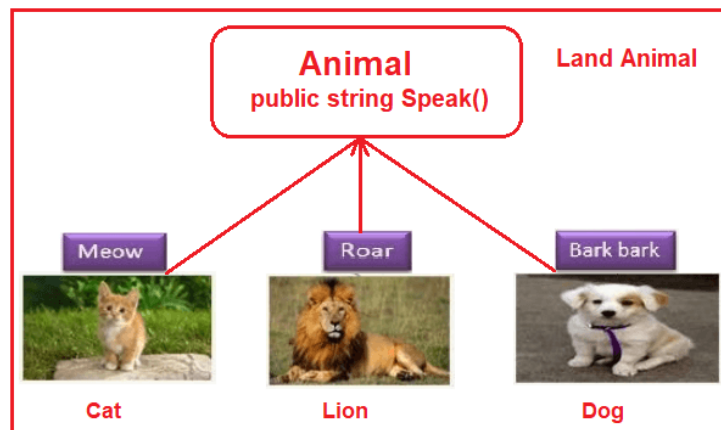 Animal
Land Animal
public string Speak()
Meow
Roar
Bark bark
Cat
Lion
Dog